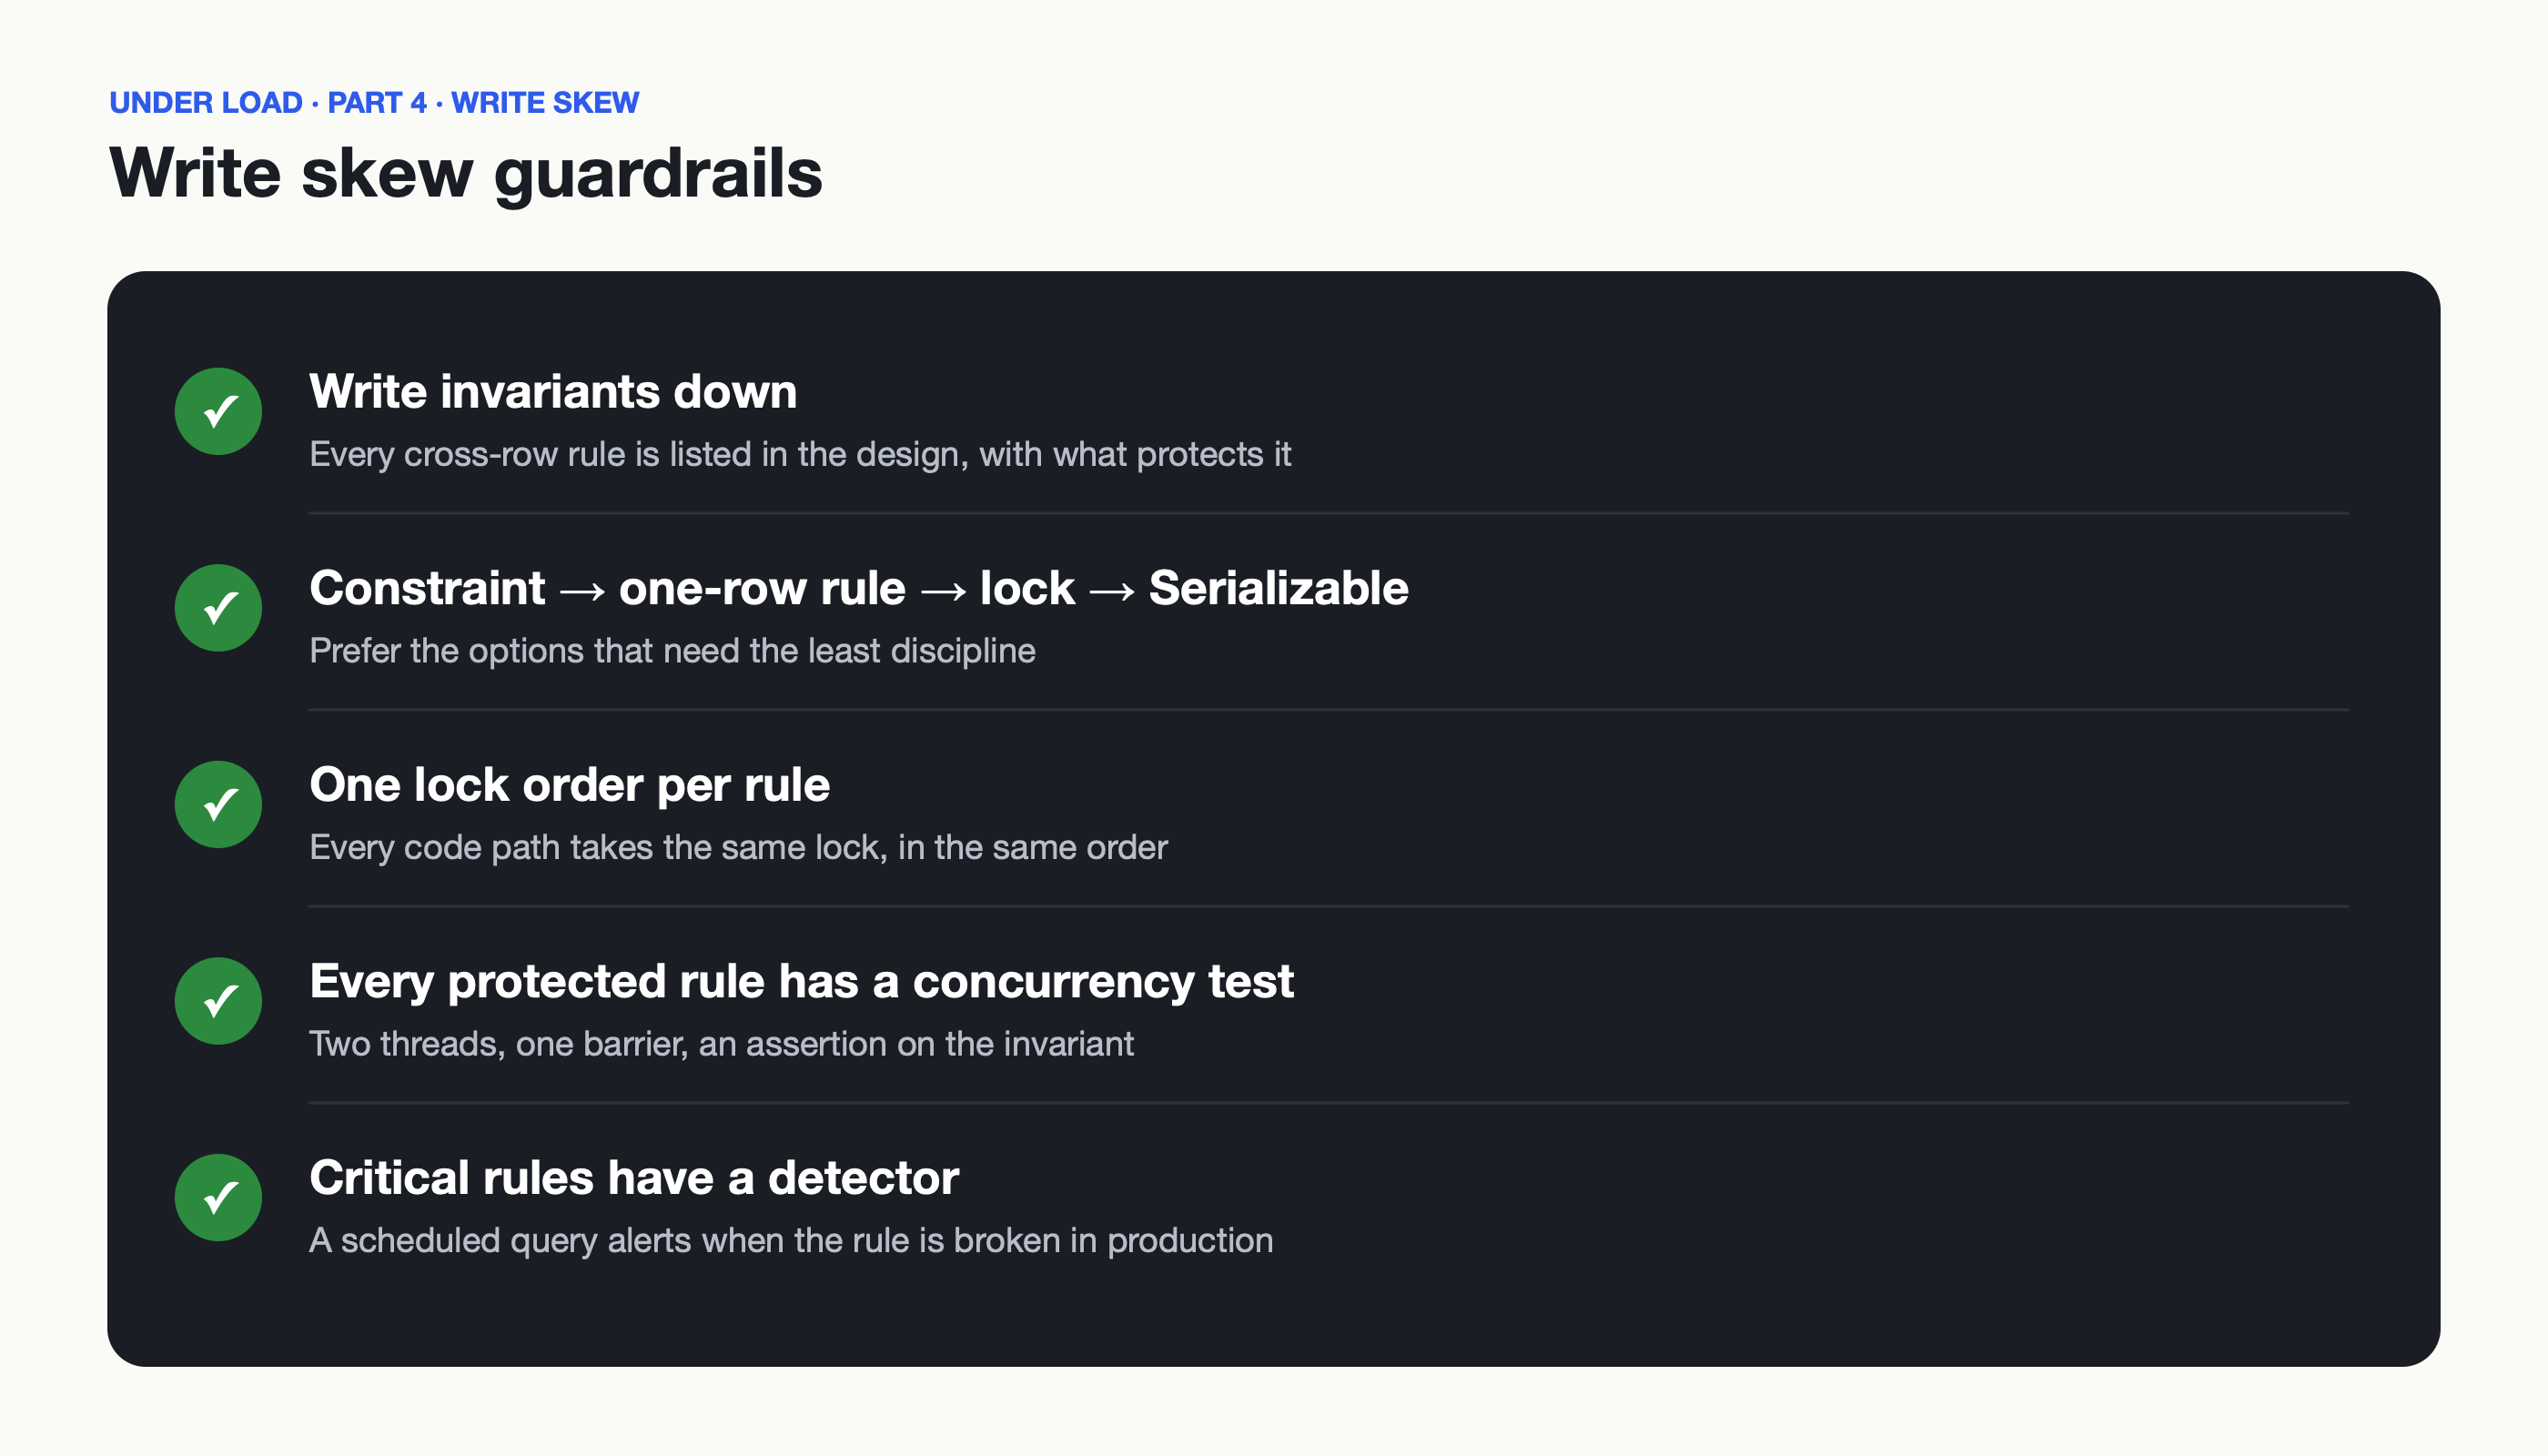 UNDER LOAD · PART 4 · WRITE SKEW
Write skew guardrails
Write invariants down
Every cross-row rule is listed in the design, with what protects it
Constraint → one-row rule → lock → Serializable
Prefer the options that need the least discipline
One lock order per rule
Every code path takes the same lock, in the same order
Every protected rule has a concurrency test
Two threads, one barrier, an assertion on the invariant
Critical rules have a detector
A scheduled query alerts when the rule is broken in production